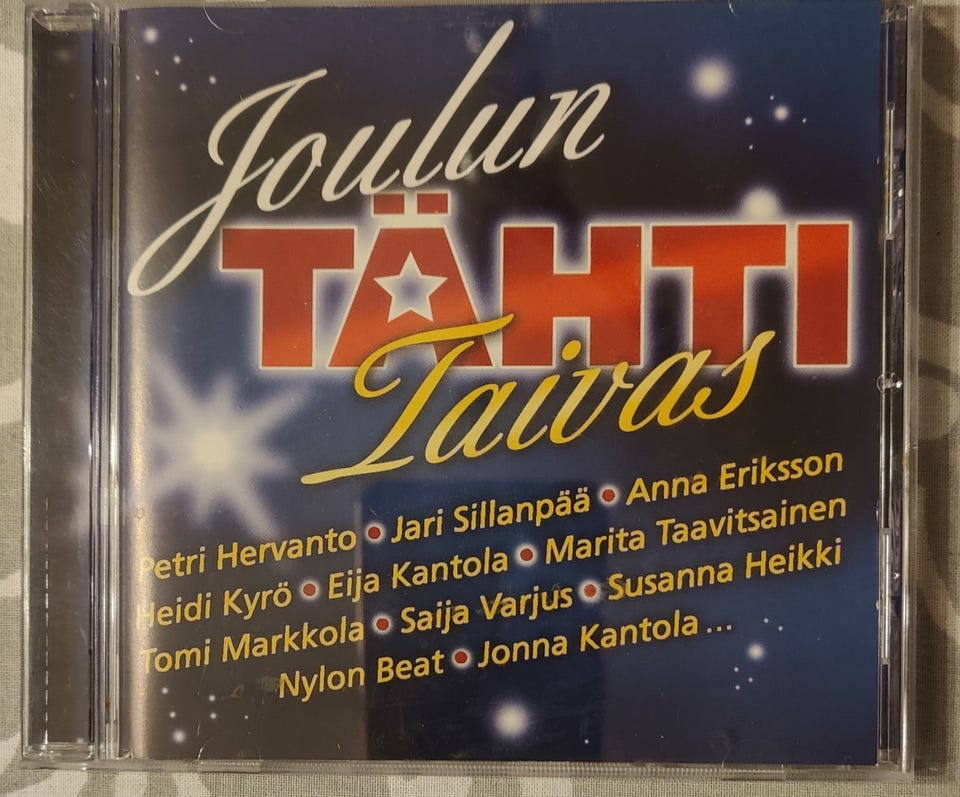 Joulun
TÄHTI
Taivas
Petri Hervanto • Jari Sillanpää • Anna Eriksson
Heidi Kyrö • Eija Kantola • Marita Taavitsainen
Tomi Markkola • Saija Varjus • Susanna Heikki
Nylon Beat • Jonna Kantola...